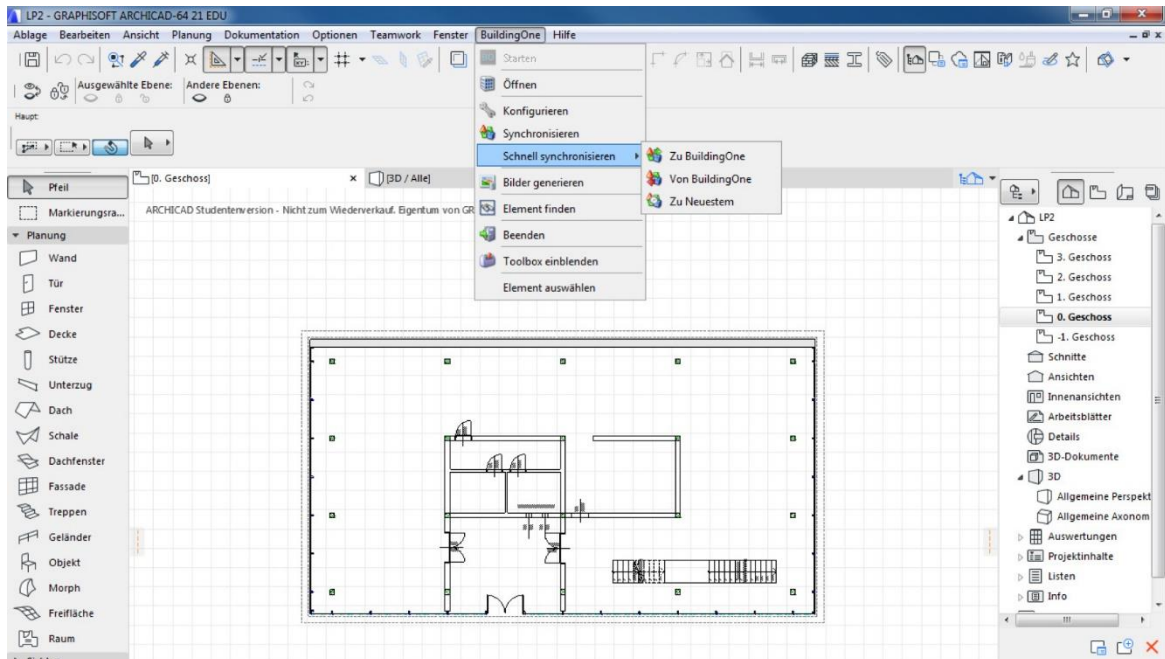 LP2 - GRAPHISOFT ARCHICAD-64 21 EDU
Ablage Bearbeiten Ansicht Planung Dokumentation Optionen Teamwork Fenster BuildingOne Hilfe
Ausgewählte Ebene:
Andere Ebenen:
Haupt:
Starten
Öffnen
Konfigurieren
Synchronisieren
Schnell synchronisieren
Bilder generieren
Element finden
Beenden
Toolbox einblenden
Element auswählen
Zu BuildingOne
Von BuildingOne
Zu Neuestem
[0. Geschoss]
[3D / Alle]
ARCHICAD Studentenversion - Nicht zum Wiederverkauf. Eigentum von GR
Pfeil
Markierungsra...
Planung
Wand
Tür
Fenster
Decke
Stütze
Unterzug
Dach
Schale
Dachfenster
Fassade
Treppen
Geländer
Objekt
Morph
Freifläche
Raum
LP2
Geschosse
3. Geschoss
2. Geschoss
1. Geschoss
0. Geschoss
-1. Geschoss
Schnitte
Ansichten
Innenansichten
Arbeitsblätter
Details
3D-Dokumente
3D
Allgemeine Perspekt
Allgemeine Axonom
Auswertungen
Projektinhalte
Listen
Info